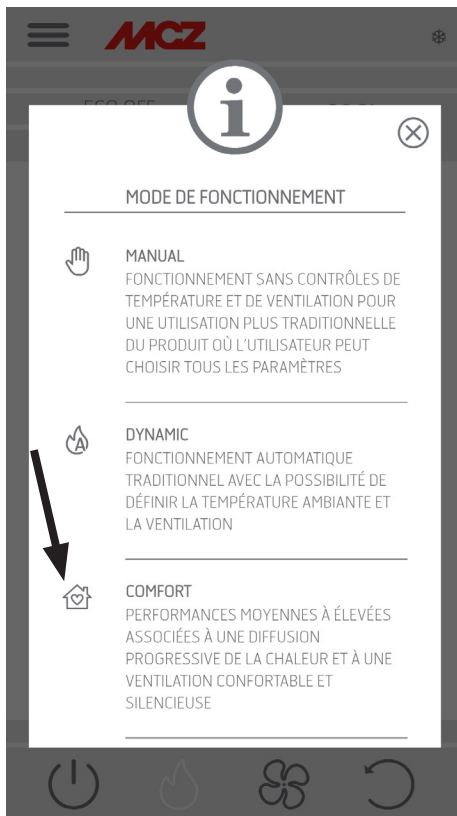 MCZ
ECO OFF
i
MODE DE FONCTIONNEMENT
MANUAL
FONCTIONNEMENT SANS CONTRÔLES DE
TEMPÉRATURE ET DE VENTILATION POUR
UNE UTILISATION PLUS TRADITIONNELLE
DU PRODUIT OÙ L'UTILISATEUR PEUT
CHOISIR TOUS LES PARAMÈTRES
A
DYNAMIC
FONCTIONNEMENT AUTOMATIQUE
TRADITIONNEL AVEC LA POSSIBILITÉ DE
DÉFINIR LA TEMPÉRATURE AMBIANTE ET
LA VENTILATION
COMFORT
PERFORMANCES MOYENNES À ÉLEVÉES
ASSOCIÉES À UNE DIFFUSION
PROGRESSIVE DE LA CHALEUR ET À UNE
VENTILATION CONFORTABLE ET
SILENCIEUSE